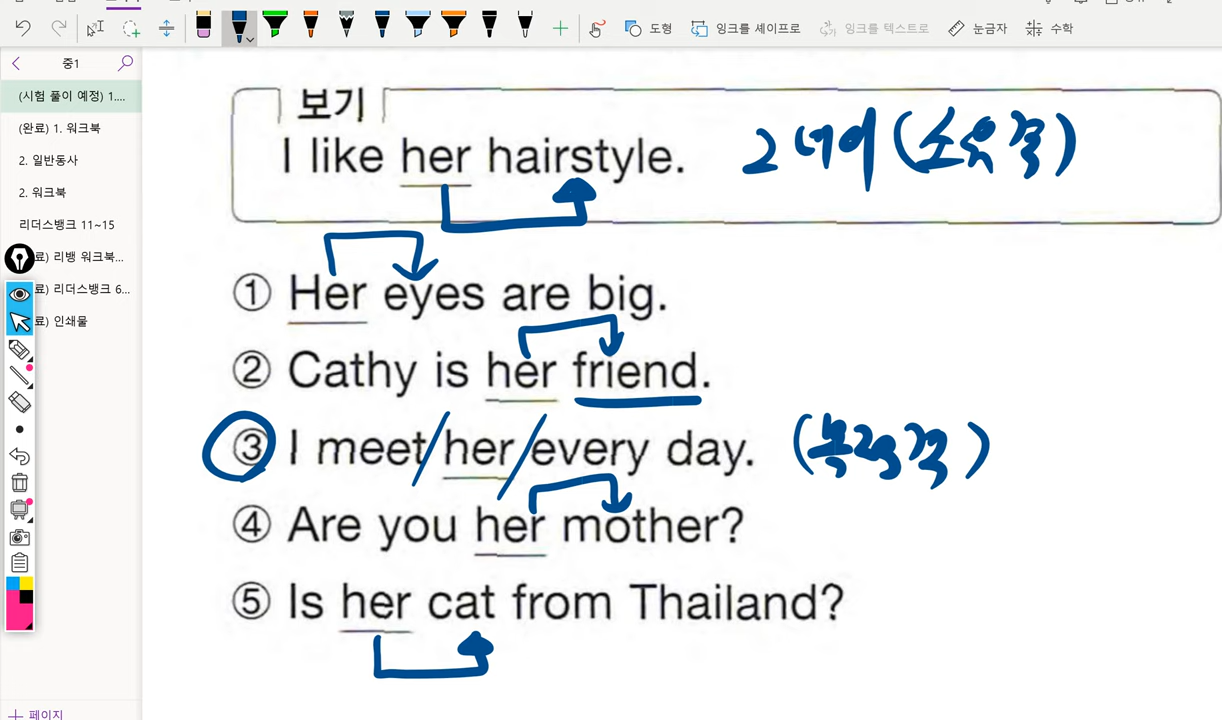 도형
잉크를 셰이프로
잉크를 텍스트로
눈금자
수학
중1
(시험 풀이 예정) 1....
(완료) 1. 워크북
2. 일반동사
2. 워크북
리더스뱅크 11~15
료) 리뱅 워크북...
료) 리더스뱅크 6...
료) 인쇄물
페이지
보기
I like her hairstyle. 그녀의 (소유격)
① Her eyes are big.
② Cathy is her friend.
③ I meet/her/every day. (목적격)
④ Are you her mother?
⑤ Is her cat from Thailand?